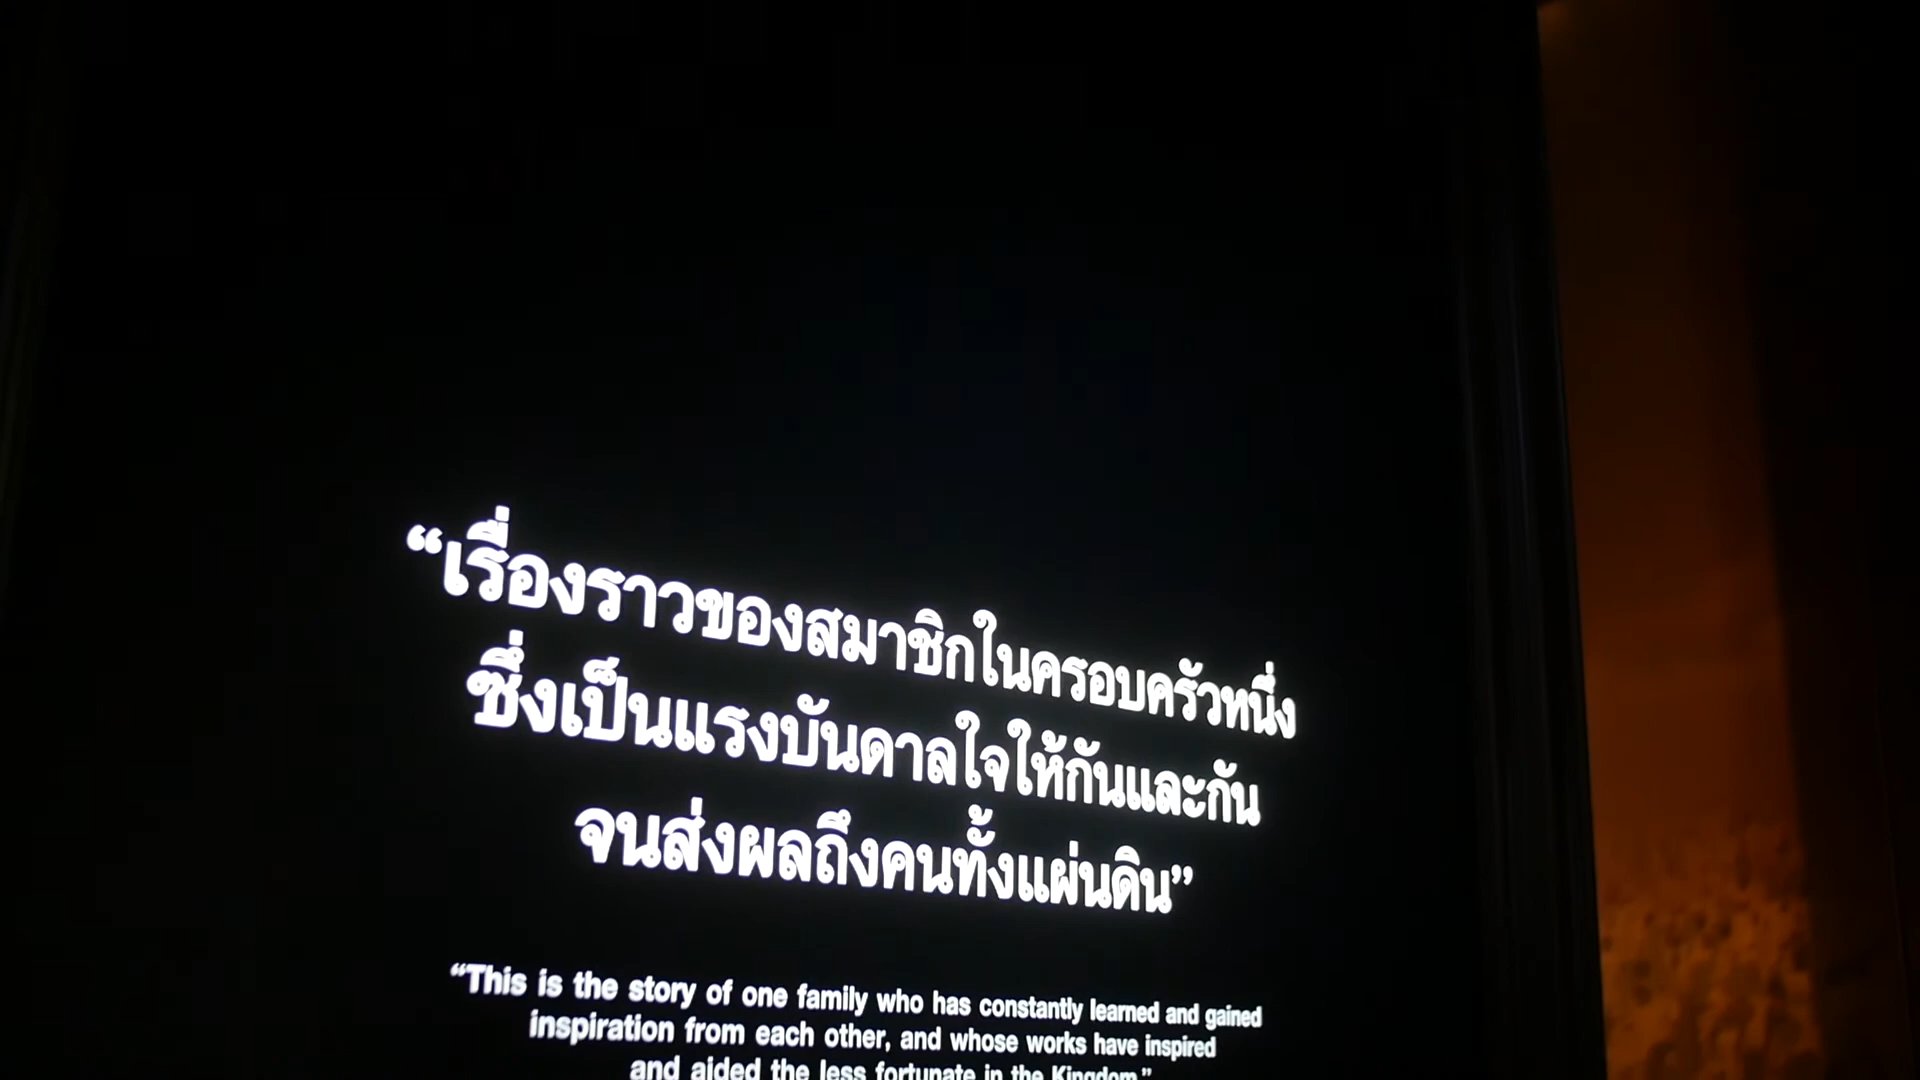 “เรื่องราวของสมาชิกในครอบครัวหนึ่ง
ซึ่งเป็นแรงบันดาลใจให้กันและกัน
จนส่งผลถึงคนทั้งแผ่นดิน”
“This is the story of one family who has constantly learned and gained
inspiration from each other, and whose works have inspired
and aided the less fortunate in the Kingdom.”